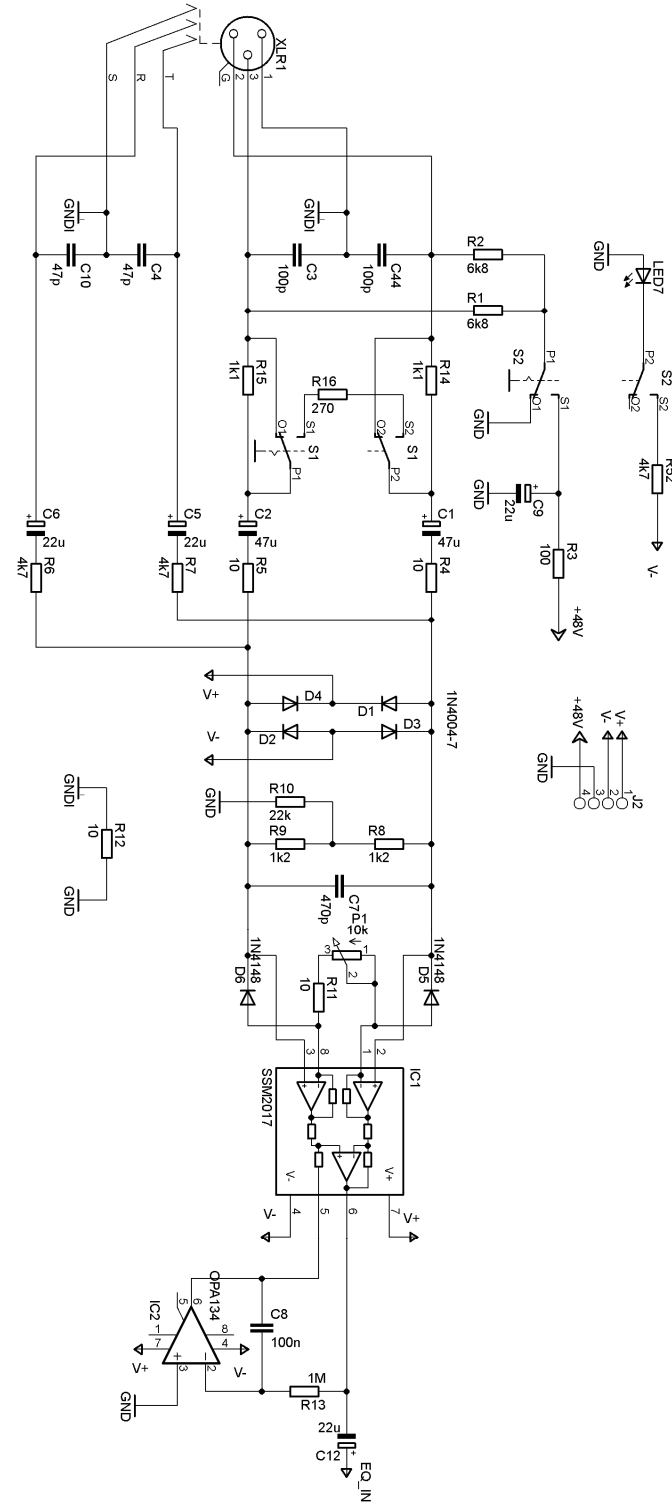 XLR1
S
R
T
G
2
3
1
GNDI
GNDI
C10
47p
C4
47p
C3
100p
C44
100p
R2
6k8
R1
6k8
GND
LED7
P2
S2
O2
S2
R52
4k7
V-
S2
P1
O1
S1
GND
GND
C9
22u
+
R3
100
+48V
R15
1k1
R16
270
R14
1k1
O1
S1
P1
S1
O2
S2
P2
S1
C6
22u
+
R6
4k7
C5
22u
+
R7
4k7
C2
47u
+
R5
10
C1
47u
+
R4
10
V+
D4
D1
1N4004-7
V-
D2
D3
+48V
V-
V+
GND
J2
4
3
2
1
GND
R10
22k
R9
1k2
R8
1k2
GNDI
R12
10
GND
C7
470p
P1
10k
3
1
2
1N4148
D6
R11
10
1N4148
D5
3
8
1
2
IC1
SSM2017
+
-
-
+
+
-
V-
V+
V-
4
5
6
7
V+
OPA134
IC2
5
6
1
7
8
4
V+
V-
+
-
3
2
GND
C8
100n
1M
R13
22u
C12
+
EQ_IN